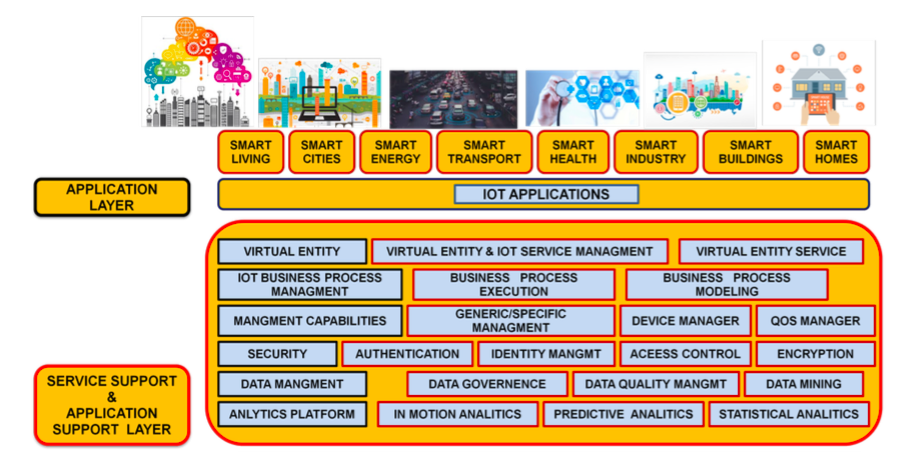 SMART LIVING
SMART CITIES
SMART ENERGY
SMART TRANSPORT
SMART HEALTH
SMART INDUSTRY
SMART BUILDINGS
SMART HOMES
APPLICATION
LAYER
IOT APPLICATIONS
VIRTUAL ENTITY
VIRTUAL ENTITY & IOT SERVICE MANAGMENT
VIRTUAL ENTITY SERVICE
IOT BUSINESS PROCESS
MANAGMENT
BUSINESS PROCESS
EXECUTION
BUSINESS PROCESS
MODELING
MANGMENT CAPABILITIES
GENERIC/SPECIFIC
MANAGMENT
DEVICE MANAGER
QOS MANAGER
SECURITY
AUTHENTICATION
IDENTITY MANGMT
ACEESS CONTROL
ENCRYPTION
SERVICE SUPPORT
&
APPLICATION
SUPPORT LAYER
DATA MANGMENT
DATA GOVERNENCE
DATA QUALITY MANGMT
DATA MINING
ANLYTICS PLATFORM
IN MOTION ANALITICS
PREDICTIVE ANALITICS
STATISTICAL ANALITICS